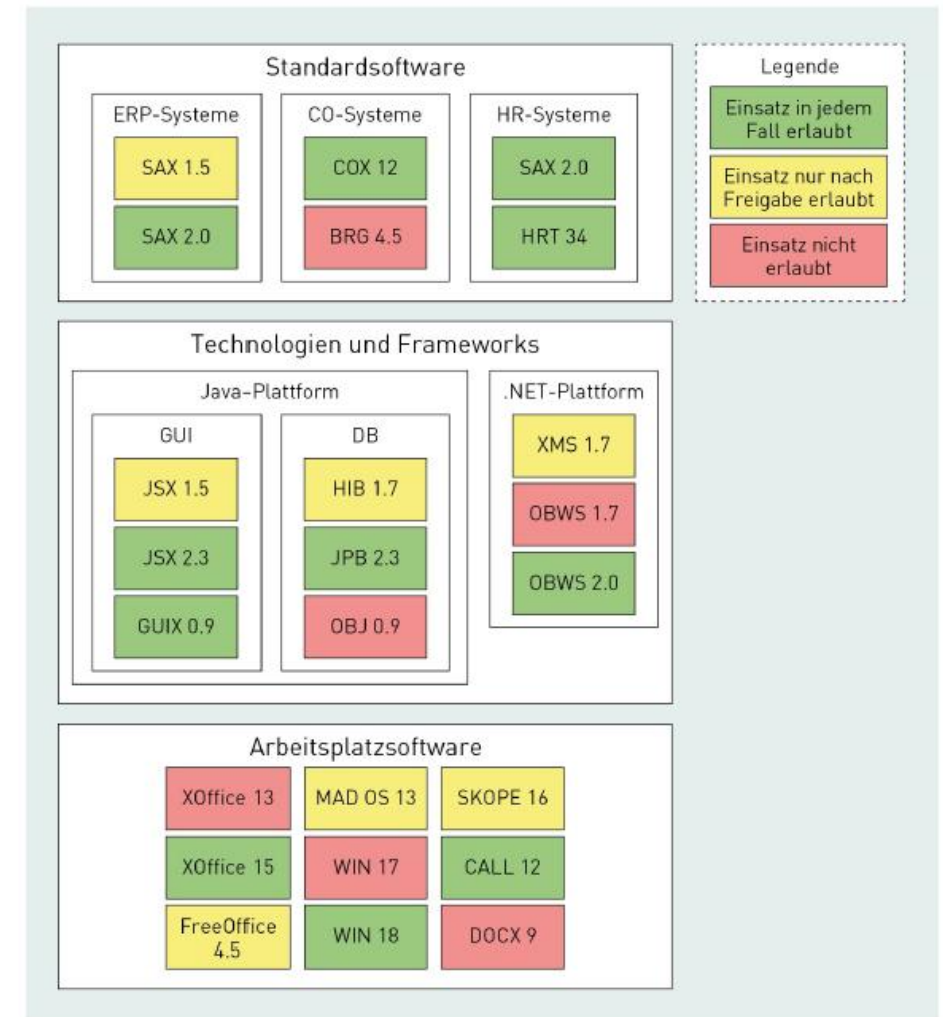 Standardsoftware
ERP-Systeme
SAX 1.5
SAX 2.0
CO-Systeme
COX 12
BRG 4.5
HR-Systeme
SAX 2.0
HRT 34
Legende
Einsatz in jedem
Fall erlaubt
Einsatz nur nach
Freigabe erlaubt
Einsatz nicht
erlaubt
Technologien und Frameworks
Java-Plattform
GUI
JSX 1.5
JSX 2.3
GUIX 0.9
DB
HIB 1.7
JPB 2.3
OBJ 0.9
.NET-Plattform
XMS 1.7
OBWS 1.7
OBWS 2.0
Arbeitsplatzsoftware
XOffice 13
MAD OS 13
SKOPE 16
XOffice 15
WIN 17
CALL 12
FreeOffice
4.5
WIN 18
DOCX 9